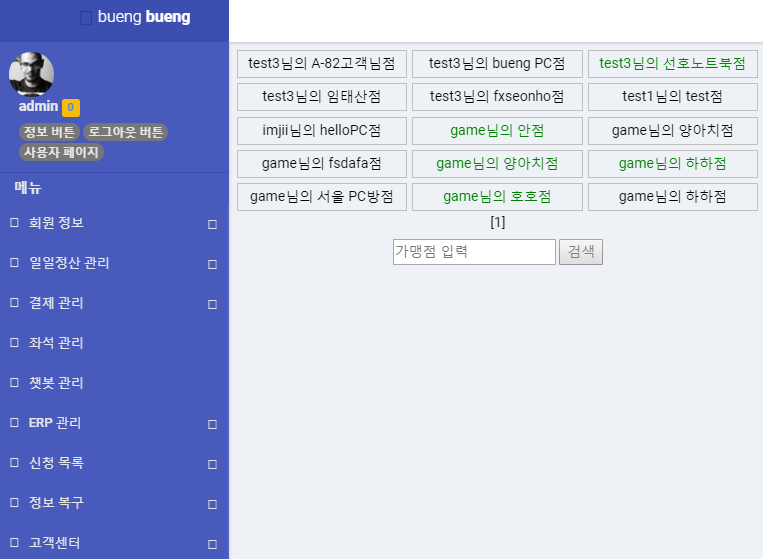 bueng bueng
admin 0
정보 버튼 로그아웃 버튼
사용자 페이지
메뉴
회원 정보
일일정산 관리
결제 관리
좌석 관리
챗봇 관리
ERP 관리
신청 목록
정보 복구
고객센터
test3님의 A-82고객님점 test3님의 bueng PC점 test3님의 선호노트북점
test3님의 임태산점 test3님의 fxseonho점 test1님의 test점
imjii님의 helloPC점 game님의 안점 game님의 양아치점
game님의 fsdafa점 game님의 양아치점 game님의 하하점
game님의 서울 PC방점 game님의 호호점 game님의 하하점
[1]
가맹점 입력 검색